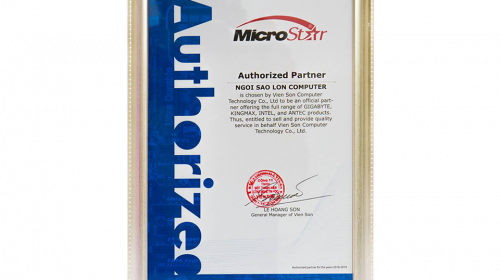 Authorized
MicroStar
Authorized Partner
NGOI SAO LON COMPUTER
is chosen by Vien Son Computer
Technology Co., Ltd to be an official part-
ner offering the full range of GIGABYTE,
KINGMAX, INTEL, and ANTEC products.
Thus, entitled to sell and provide quality
service in behalf Vien Son Computer
Technology Co., Ltd.
LE HOANG SON
General Manager of Vien Son